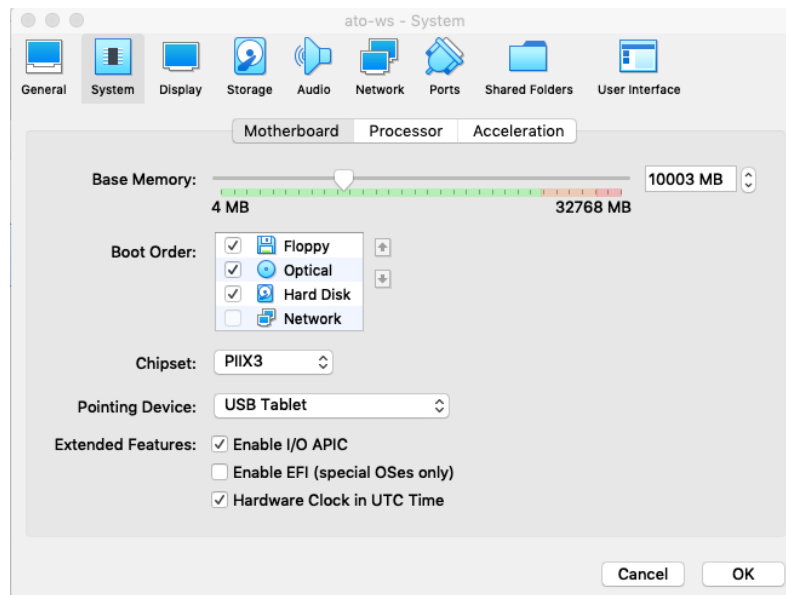 ato-ws - System
General System Display Storage Audio Network Ports Shared Folders User Interface
Motherboard Processor Acceleration
Base Memory: 10003 MB
4 MB 32768 MB
Boot Order: Floppy
Optical
Hard Disk
Network
Chipset: PIIX3
Pointing Device: USB Tablet
Extended Features: Enable I/O APIC
Enable EFI (special OSes only)
Hardware Clock in UTC Time
Cancel OK